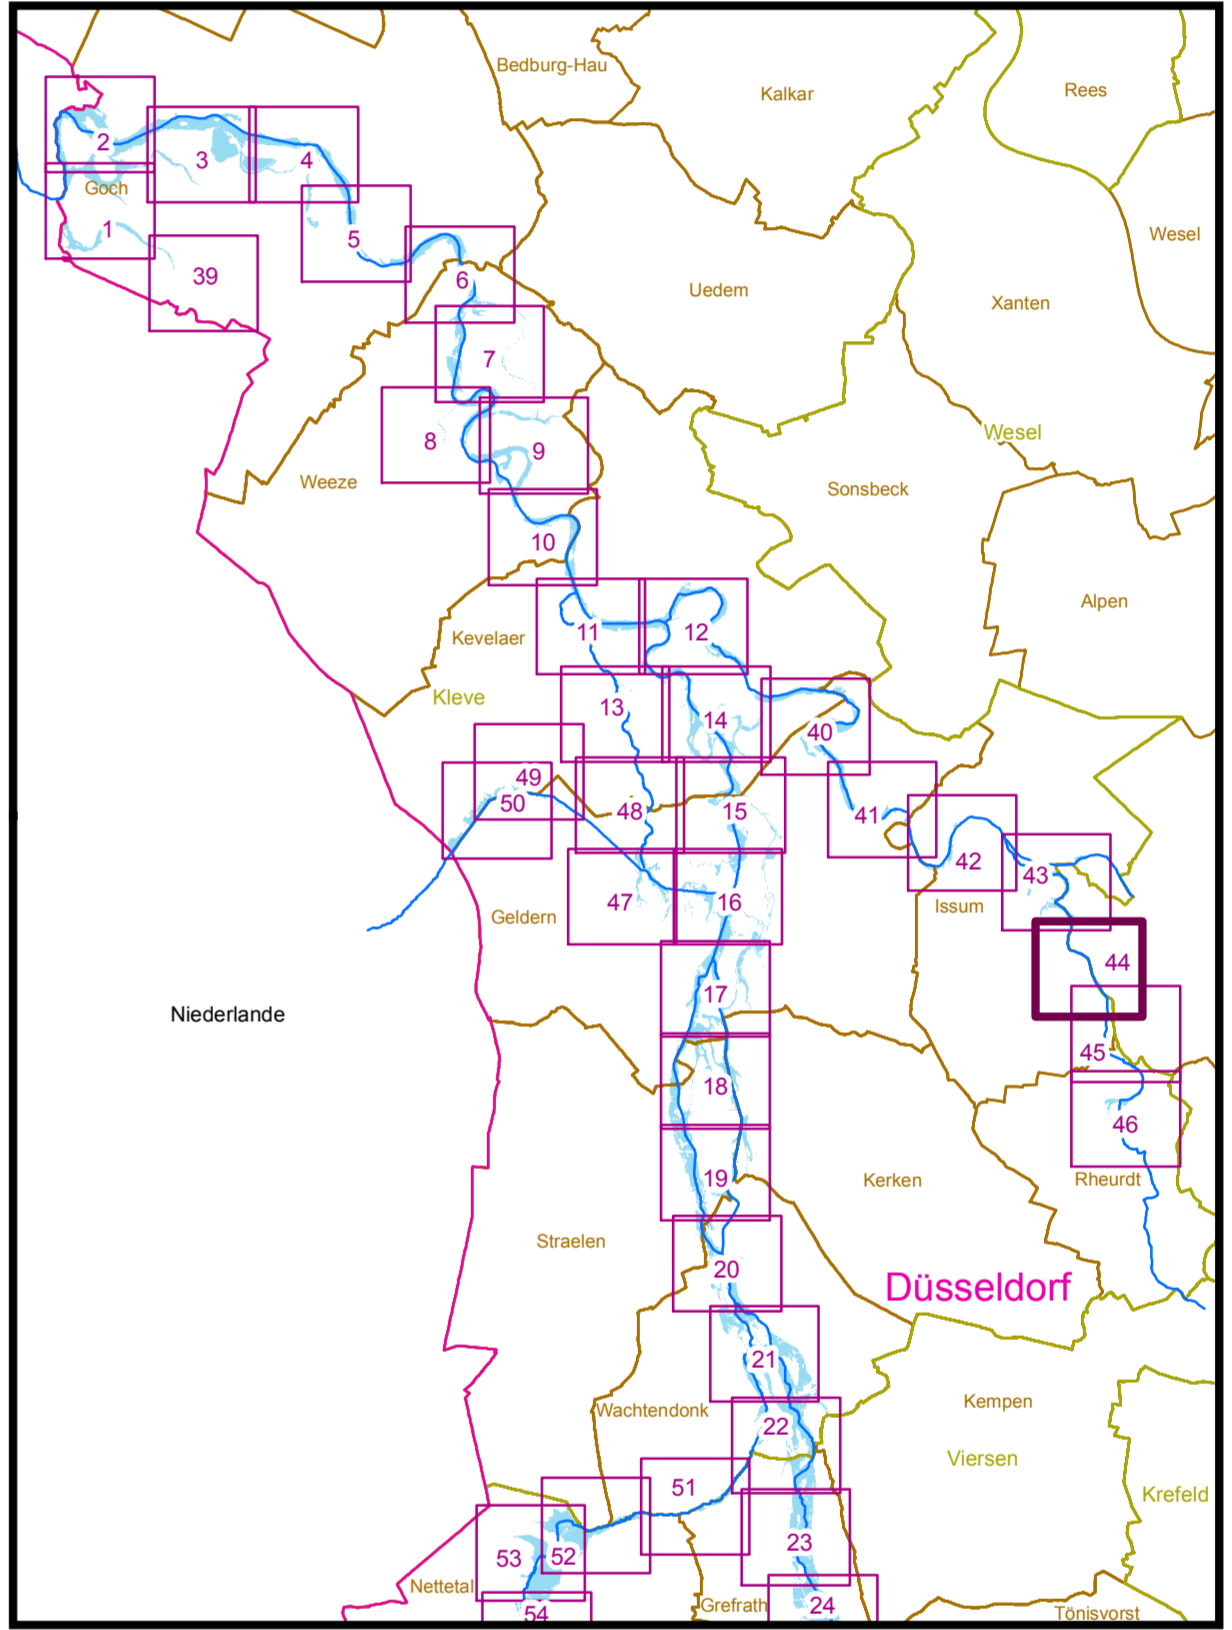 Bedburg-Hau
Kalkar
Rees
2
3
4
Goch
1
5
39
6
Wesel
Uedem
Xanten
7
8
9
Wesel
Weeze
Sonsbeck
10
Alpen
11
12
Kevelaer
Kleve
13
14
40
49
50
48
15
41
42
43
47
16
Issum
Geldern
44
17
Niederlande
45
18
46
19
Kerken
Rheurdt
Straelen
20
Düsseldorf
21
Kempen
Wachtendonk
22
Viersen
51
Krefeld
23
53
52
Nettetal
Grefrath
24
54
Tönisvorst